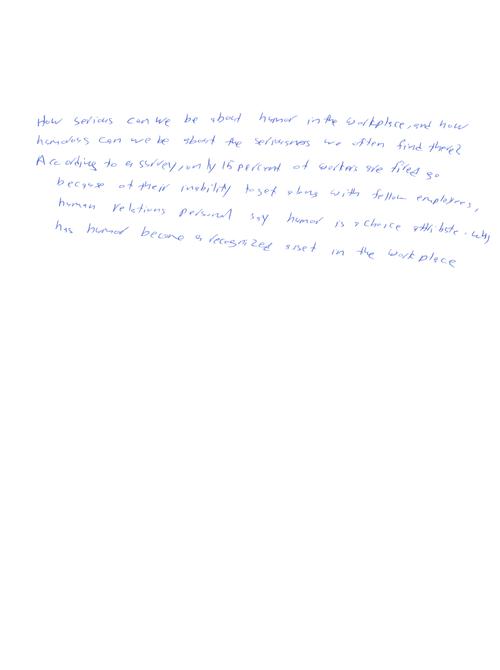 How serious can we be about humor in the workplace, and how
humorous can we be about the seriousness we often find there?
According to a survey, only 15 percent of workers are fired
because of their inability to get along with fellow employees,
human relations personal say humor is a choice attribute. Why
has humor become a recognized asset in the workplace